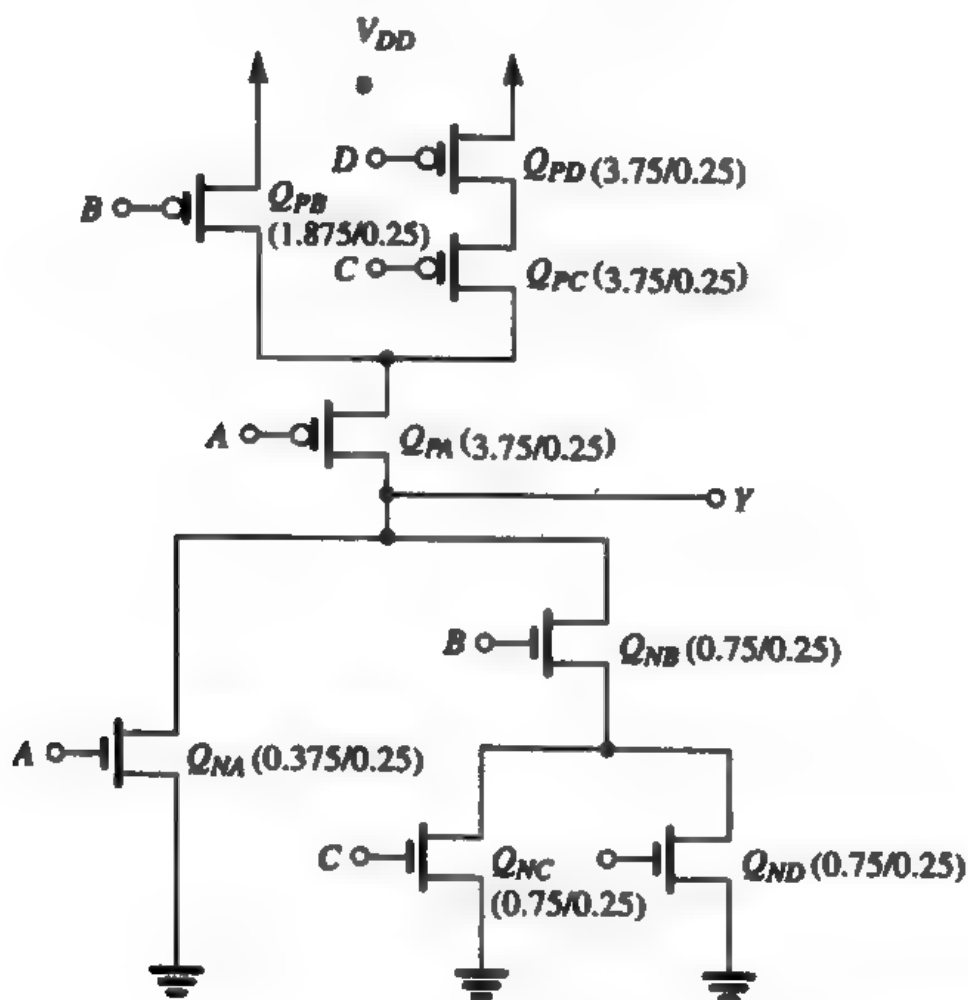 V_DD
D
Q_PD (3.75/0.25)
B
Q_PB
(1.875/0.25)
C
Q_PC (3.75/0.25)
A
Q_PA (3.75/0.25)
Y
B
Q_NB (0.75/0.25)
A
Q_NA (0.375/0.25)
C
Q_NC
(0.75/0.25)
Q_ND (0.75/0.25)